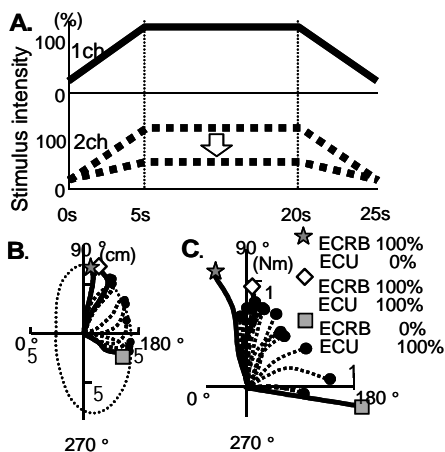 A.
(%)
100
1ch
0
100
2ch
0
Stimulus intensity
0s 5s 20s 25s
B.
90 °
(cm)
0 °
5
180 °
5
5
270 °
C.
90 °
(Nm)
1
1
0 °
180 °
270 °
ECRB 100%
ECU 0%
ECRB 100%
ECU 100%
ECRB 0%
ECU 100%